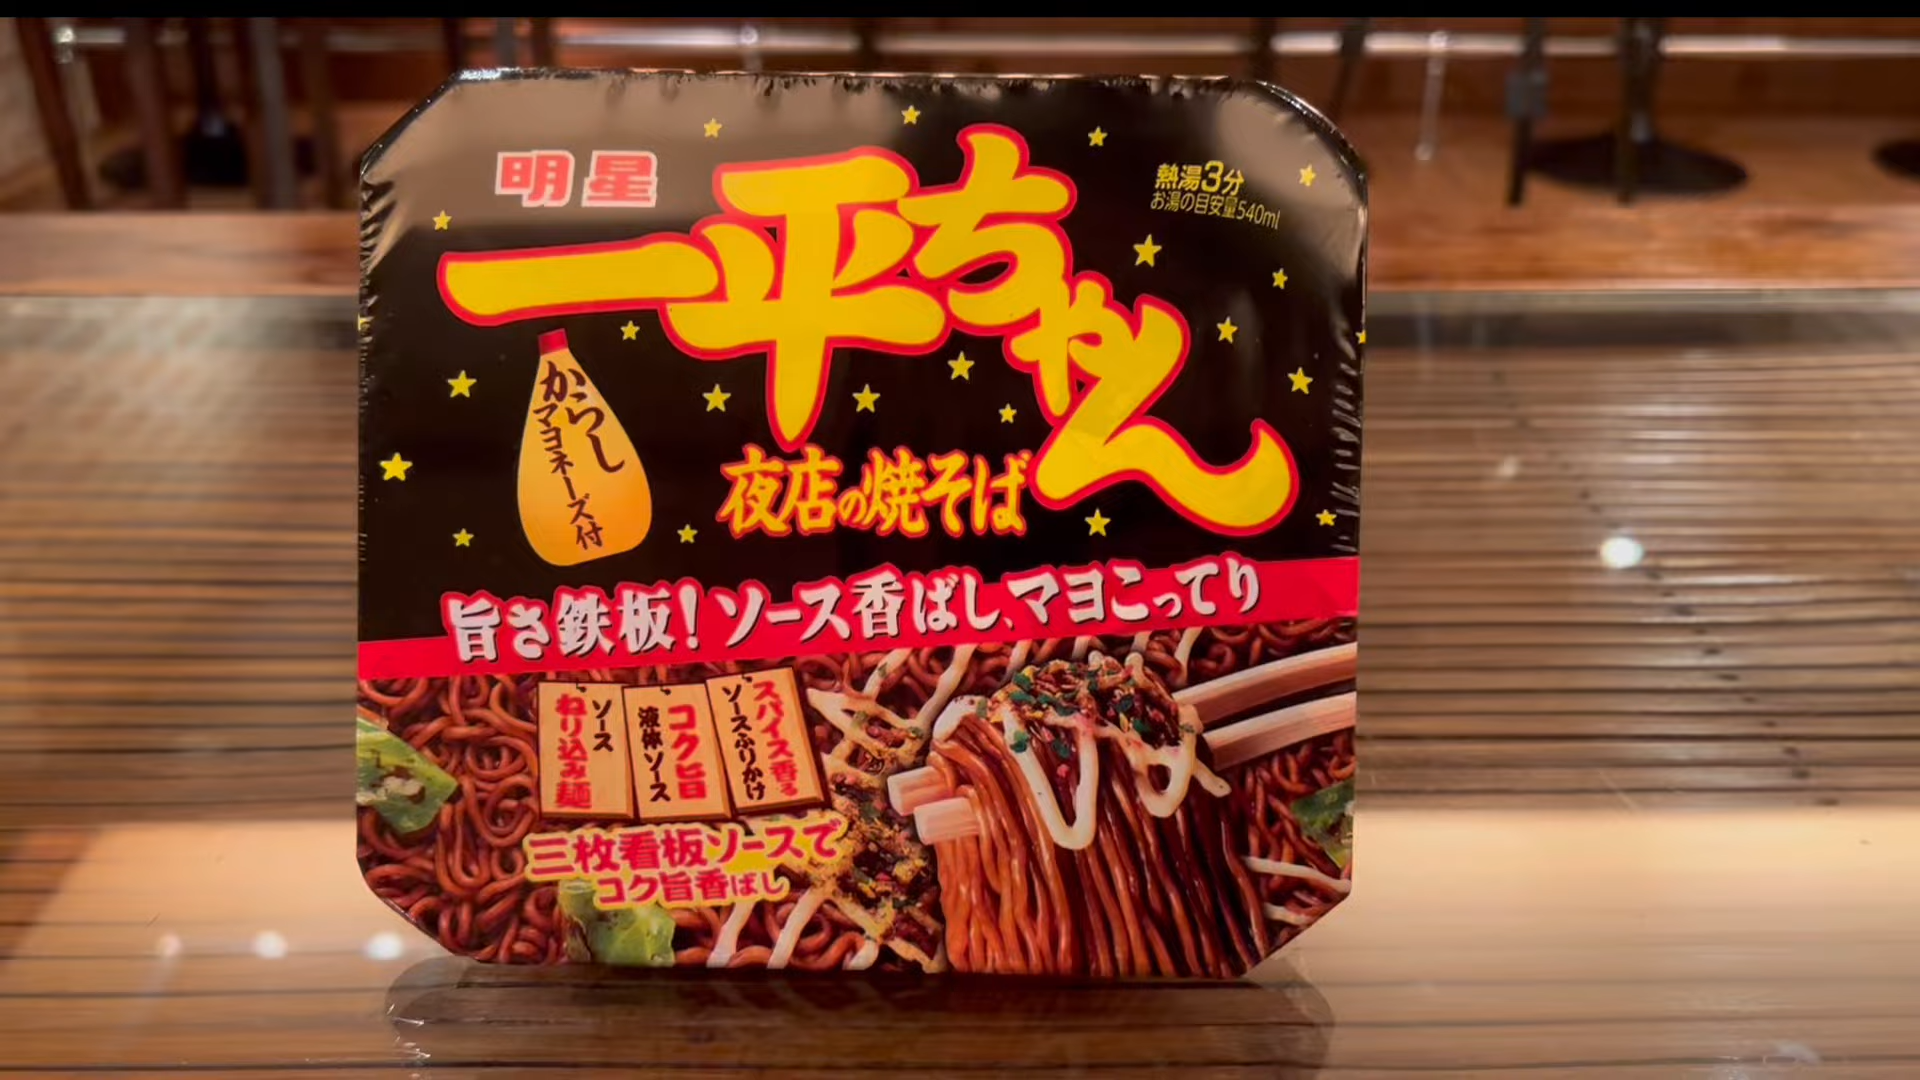 明星
一平ちゃん
熱湯3分
お湯の目安量540ml
からし
マヨネーズ付
夜店の焼そば
旨さ鉄板！ソース香ばし、マヨこってり
スパイス香る
ソースふりかけ
コク旨
液体ソース
ソース
ねり込み麺
三枚看板ソースで
コク旨香ばし